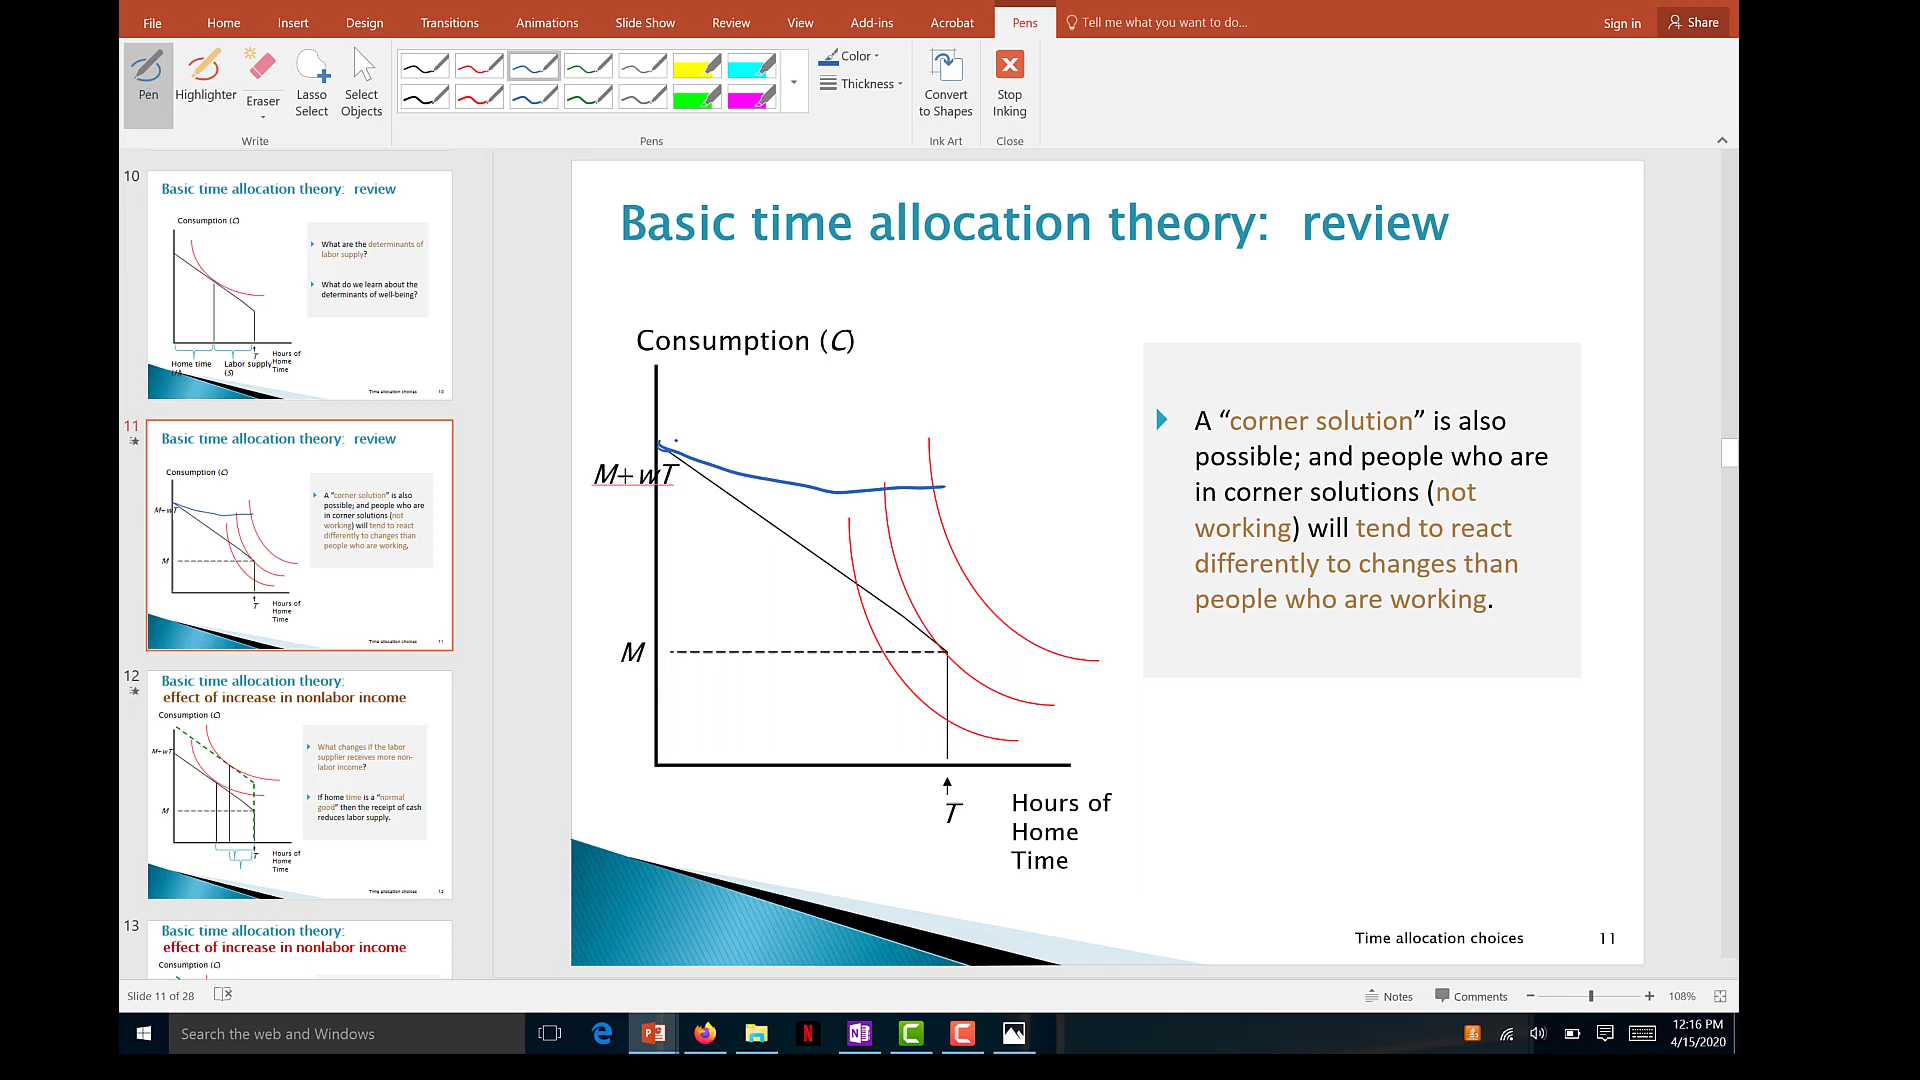 File Home Insert Design Transitions Animations Slide Show Review View Add-ins Acrobat Pens Tell me what you want to do... Sign in Share
Pen Highlighter Eraser Lasso Select Select Objects Color Thickness Convert to Shapes Stop Inking
Write Pens Ink Art Close
10
Basic time allocation theory: review
Consumption (C)
What are the determinants of
labor supply?
What do we learn about the
determinants of well-being?
T
Hours of
Home
Time
Home time
Labor supply
(S)
Time allocation choices 10
11
Basic time allocation theory: review
Consumption (C)
M+wT
M
A “corner solution” is also
possible; and people who are
in corner solutions (not
working) will tend to react
differently to changes than
people who are working.
T
Hours of
Home
Time
Time allocation choices 11
12
Basic time allocation theory:
effect of increase in nonlabor income
Consumption (C)
M+wT
M
What changes if the labor
supplier receives more non-
labor income?
If home time is a “normal
good” then the receipt of cash
reduces labor supply.
T
Hours of
Home
Time
Time allocation choices 12
13
Basic time allocation theory:
effect of increase in nonlabor income
Consumption (C)
Basic time allocation theory: review
Consumption (C)
M+wT
M
T
Hours of
Home
Time
A “corner solution” is also
possible; and people who are
in corner solutions (not
working) will tend to react
differently to changes than
people who are working.
Time allocation choices 11
Slide 11 of 28 Notes Comments 108%
Search the web and Windows
12:16 PM
4/15/2020